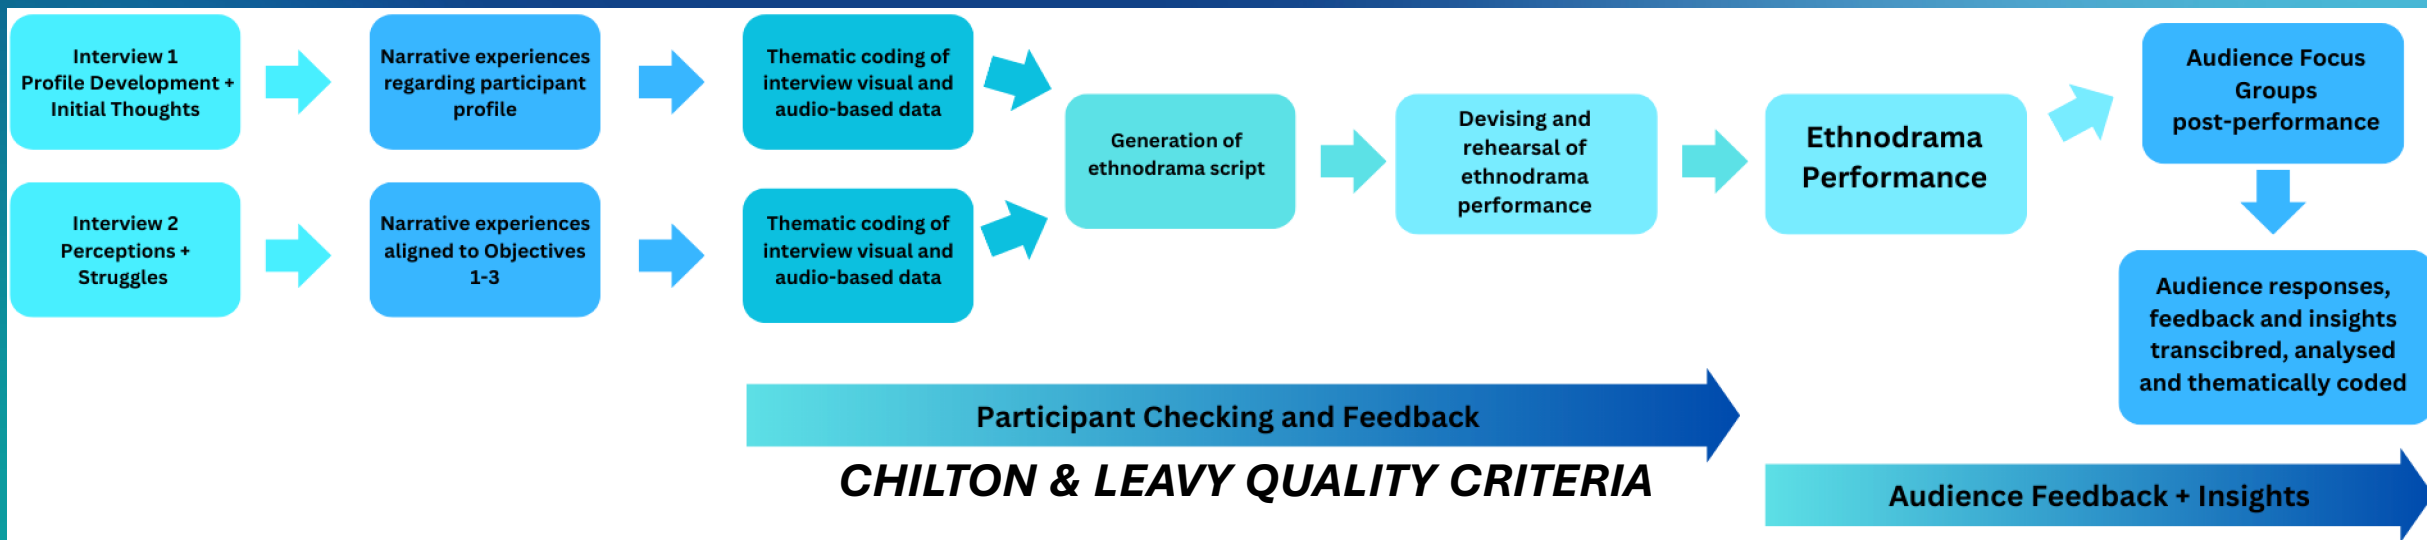 Interview 1
Profile Development +
Initial Thoughts
Narrative experiences
regarding participant
profile
Thematic coding of
interview visual and
audio-based data
Interview 2
Perceptions +
Struggles
Narrative experiences
aligned to Objectives
1-3
Thematic coding of
interview visual and
audio-based data
Generation of
ethnodrama script
Devising and
rehearsal of
ethnodrama
performance
Ethnodrama
Performance
Audience Focus
Groups
post-performance
Audience responses,
feedback and insights
transcibred, analysed
and thematically coded
Participant Checking and Feedback
CHILTON & LEAVY QUALITY CRITERIA
Audience Feedback + Insights